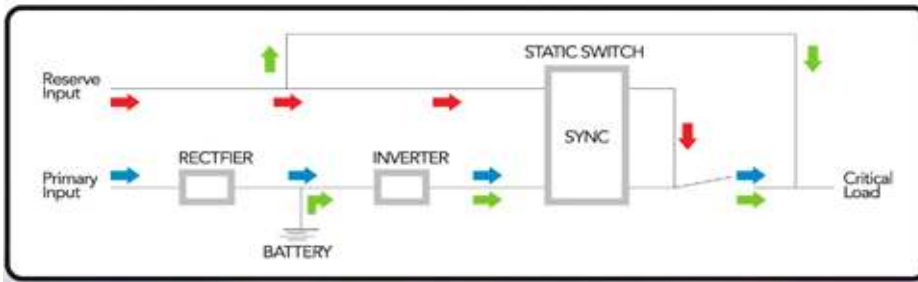 STATIC SWITCH
Reserve
Input
SYNC
RECTFIER
INVERTER
Primary
Input
Critical
Load
BATTERY